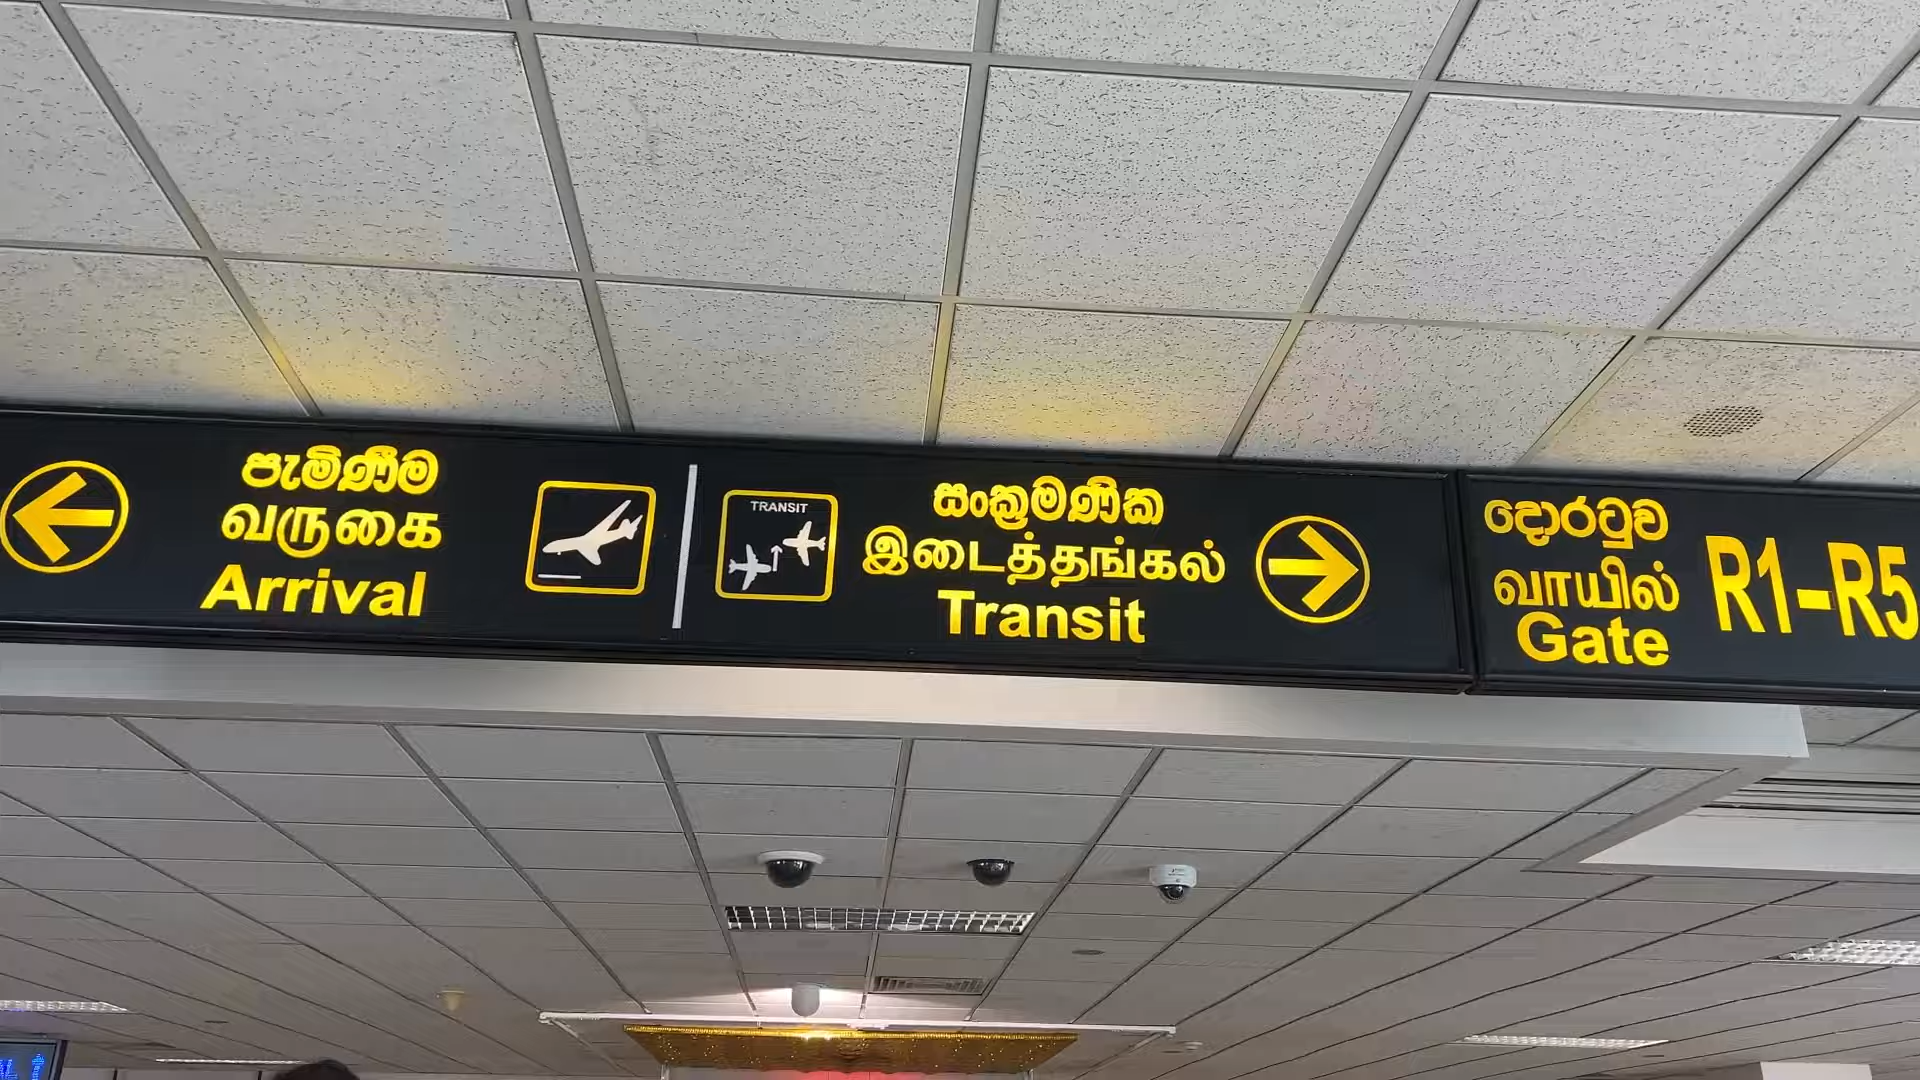 පැමිණීම
வருகை
Arrival
TRANSIT
සංක්‍රමණික
இடைத்தங்கல்
Transit
දොරටුව
வாயில்
Gate
R1-R5